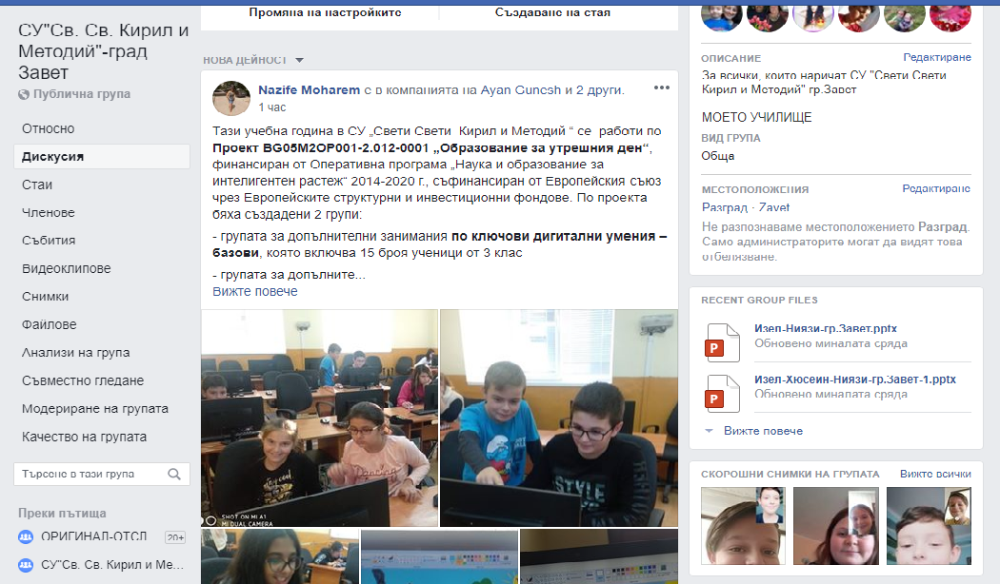 СУ"Св. Св. Кирил и
Методий"-град
Завет
Публична група
Относно
Дискусия
Стаи
Членове
Събития
Видеоклипове
Снимки
Файлове
Анализи на група
Съвместно гледане
Модериране на групата
Качество на групата
Търсене в тази група
Преки пътища
ОРИГИНАЛ-ОТСЛ 20+
СУ"Св. Св. Кирил и Ме...
Промяна на настройките
Създаване на стая
НОВА ДЕЙНОСТ
Nazife Moharem е в компанията на Ayan Gunesh и 2 други.
1 час
Тази учебна година в СУ „Свети Свети Кирил и Методий “ се работи по
Проект BG05M2OP001-2.012-0001 „Образование за утрешния ден“,
финансиран от Оперативна програма „Наука и образование за
интелигентен растеж“ 2014-2020 г., съфинансиран от Европейския съюз
чрез Европейските структурни и инвестиционни фондове. По проекта
бяха създадени 2 групи:
- групата за допълнителни занимания по ключови дигитални умения –
базови, която включва 15 броя ученици от 3 клас
- групата за допълните...
Вижте повече
SHOT ON MI A1
MI DUAL CAMERA
STYLE
ОПИСАНИЕ
Редактиране
За всички, които наричат СУ "Свети Свети
Кирил и Методий" гр.Завет
МОЕТО УЧИЛИЩЕ
ВИД ГРУПА
Обща
МЕСТОПОЛОЖЕНИЯ
Редактиране
Разград · Zavet
Не разпознаваме местоположението Разград.
Само администраторите могат да видят това
отбелязване.
RECENT GROUP FILES
Изел-Ниязи-гр.Завет.pptx
Обновено миналата сряда
Изел-Хюсеин-Ниязи-гр.Завет-1.pptx
Обновено миналата сряда
Вижте повече
СКОРОШНИ СНИМКИ НА ГРУПАТА
Вижте всички